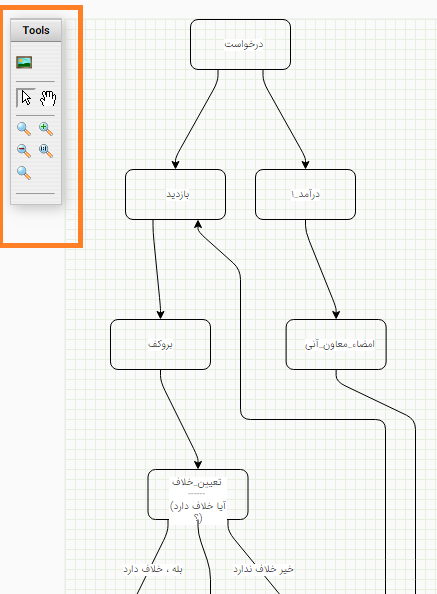 Tools
درخواست
بازدید
درآمد_۱
بروکف
امضاء_معاون_آنی
تعیین_خلاف
------
(آیا خلاف دارد
؟)
بله ، خلاف دارد
خیر خلاف ندارد